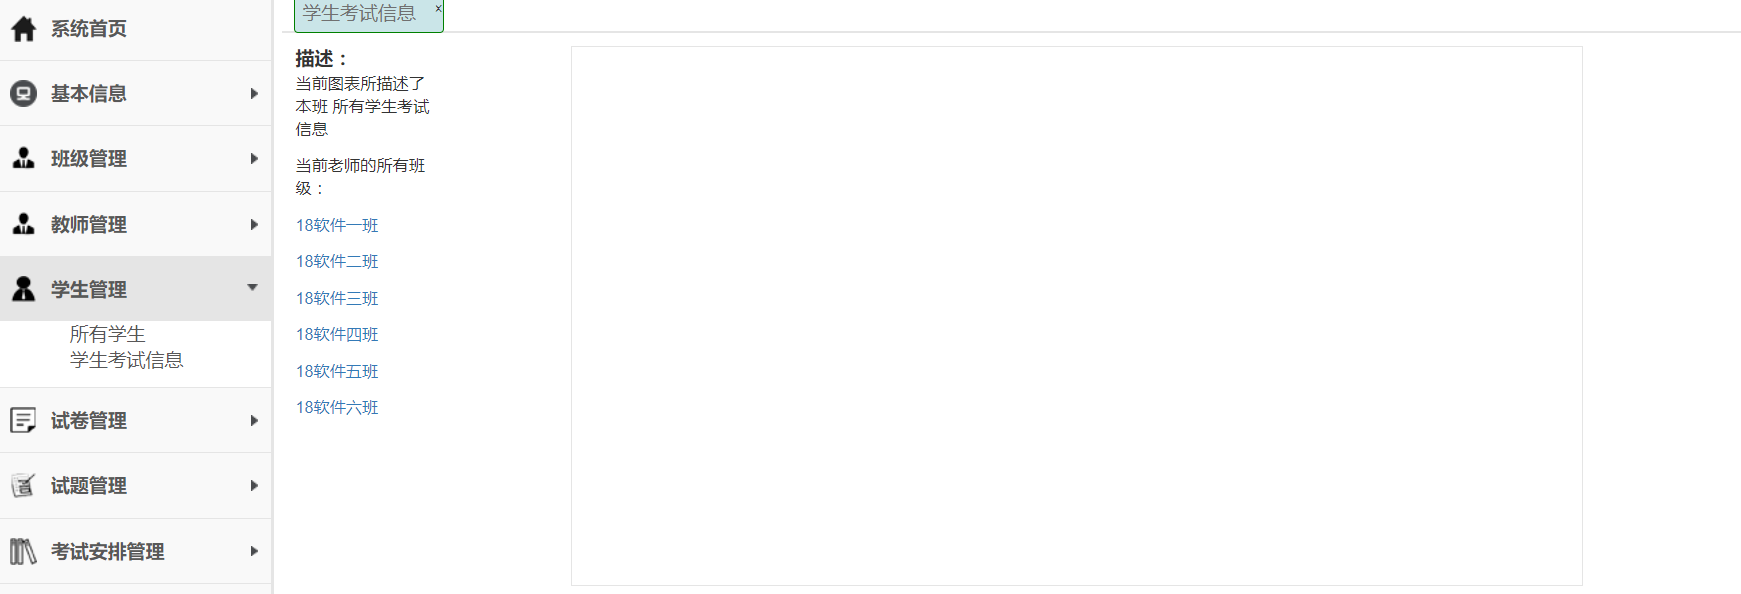 系统首页
基本信息
班级管理
教师管理
学生管理
所有学生
学生考试信息
试卷管理
试题管理
考试安排管理
学生考试信息 ×
描述：
当前图表所描述了
本班 所有学生考试
信息
当前老师的所有班
级：
18软件一班
18软件二班
18软件三班
18软件四班
18软件五班
18软件六班